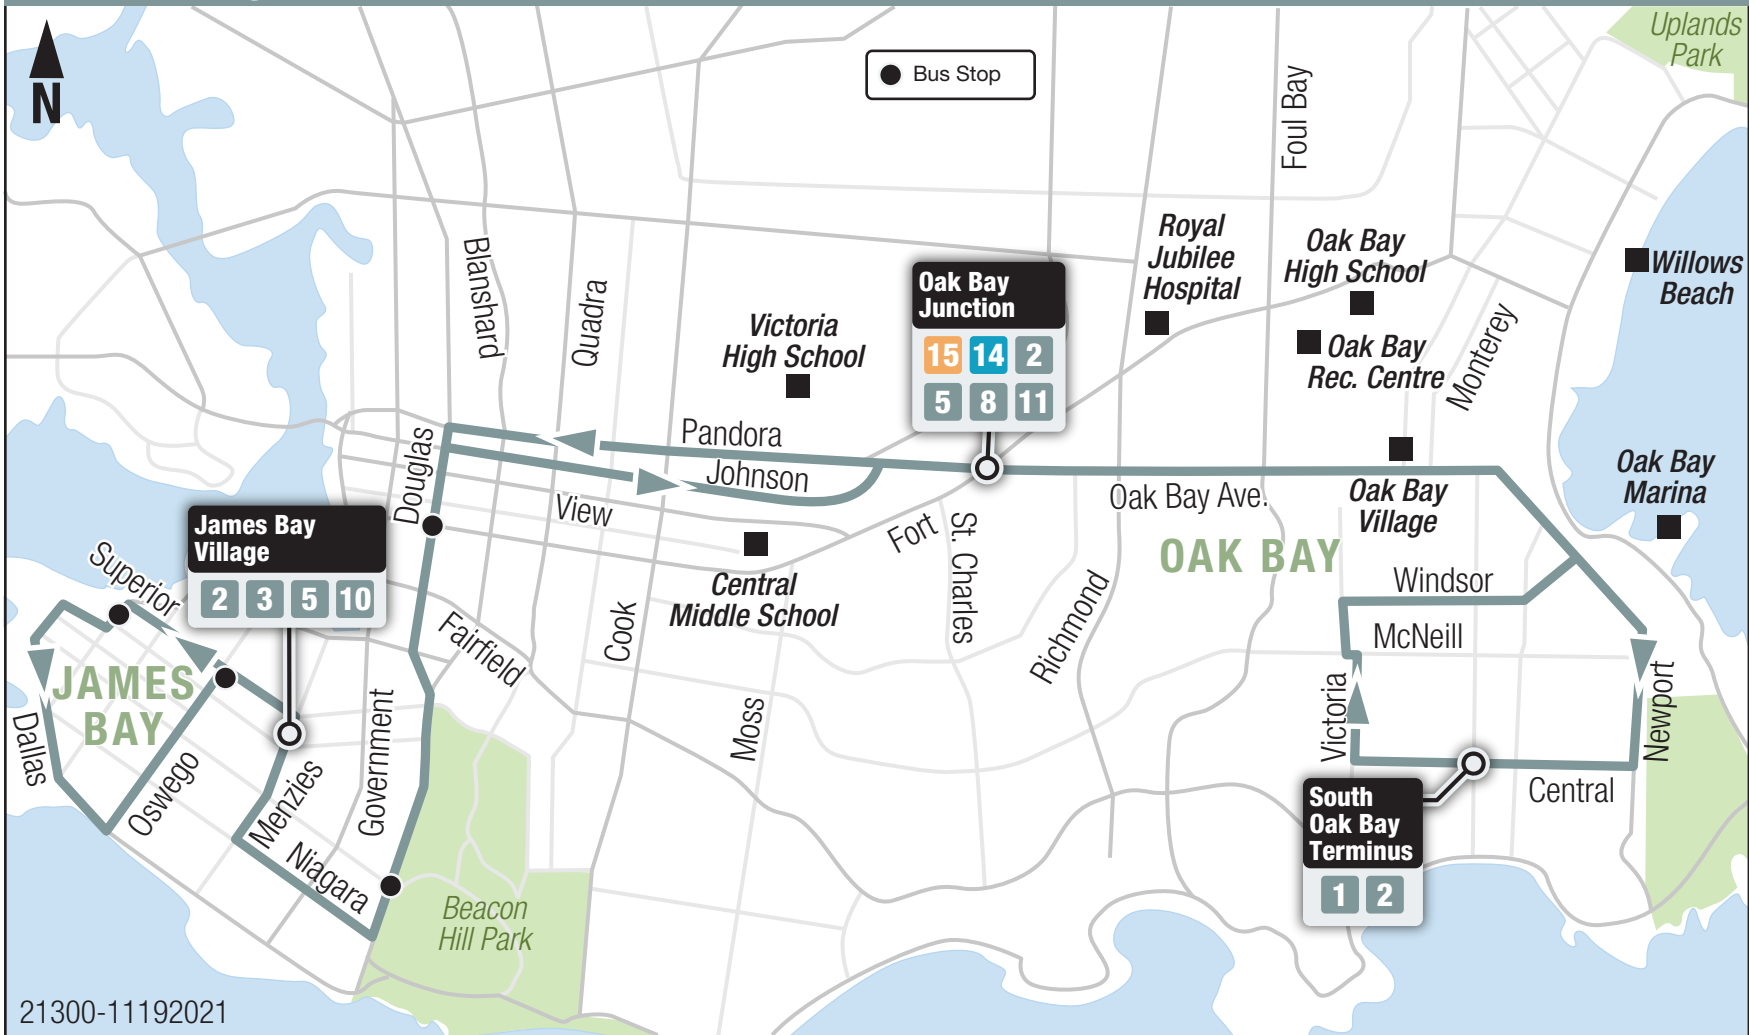 N
Bus Stop
Uplands
Park
Foul Bay
Blanshard
Quadra
Victoria
High School
Oak Bay
Junction
15 14 2
5 8 11
Royal
Jubilee
Hospital
Oak Bay
High School
Oak Bay
Rec. Centre
Monterey
Willows
Beach
Oak Bay
Marina
Oak Bay
Village
Pandora
Johnson
View
Douglas
Fort
St. Charles
Oak Bay Ave.
OAK BAY
Richmond
Central
Middle School
Cook
Moss
Fairfield
James Bay
Village
2 3 5 10
Superior
JAMES
BAY
Dallas
Oswego
Menzies
Niagara
Government
Beacon
Hill Park
Windsor
McNeill
Victoria
Newport
Central
South
Oak Bay
Terminus
1 2
21300-11192021